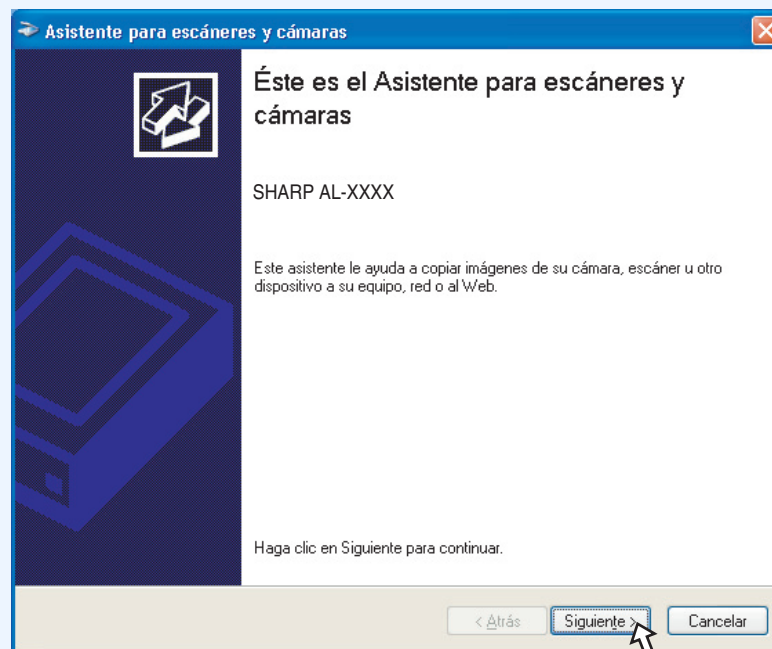 Asistente para escáneres y cámaras
Éste es el Asistente para escáneres y
cámaras
SHARP AL-XXXX
Este asistente le ayuda a copiar imágenes de su cámara, escáner u otro
dispositivo a su equipo, red o al Web.
Haga clic en Siguiente para continuar.
< Atrás
Siguiente >
Cancelar